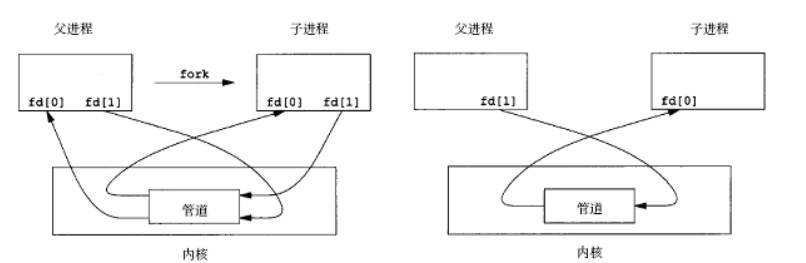 父进程
子进程
fork
fd[0] fd[1]
fd[0] fd[1]
管道
内核
父进程
子进程
fd[1]
fd[0]
管道
内核